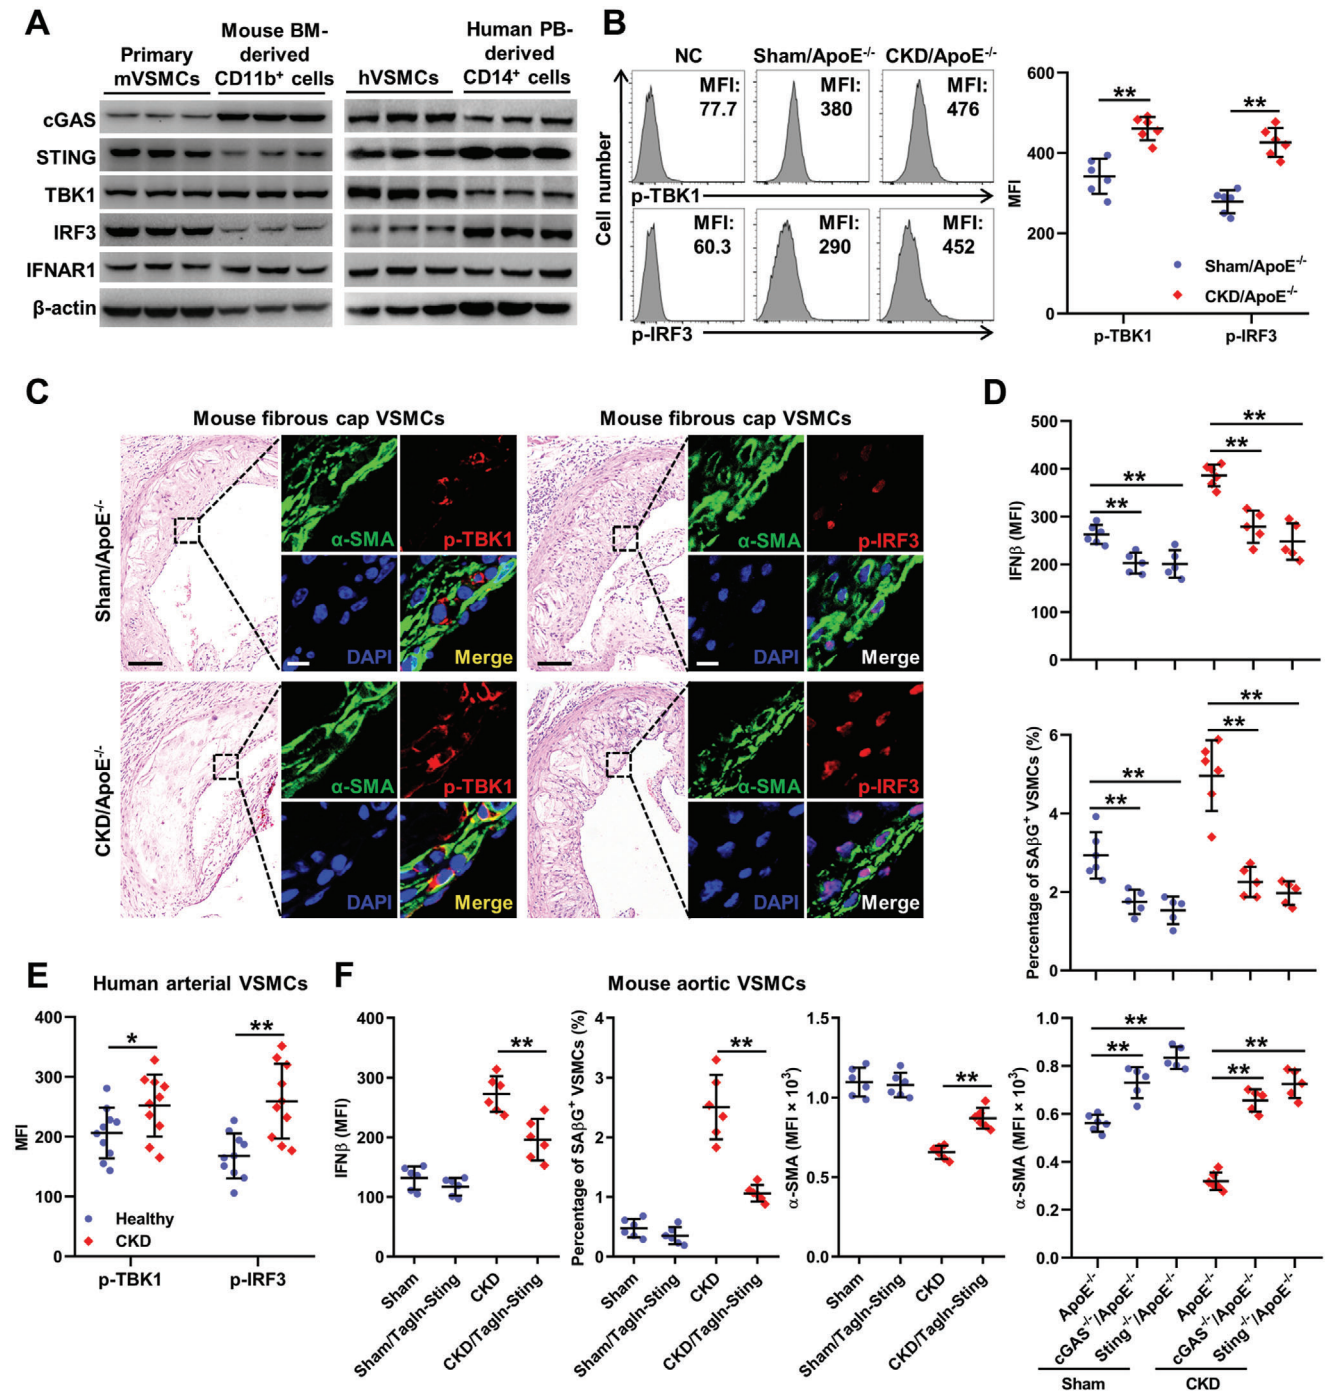 A
Primary
mVSMCs
Mouse BM-
derived
CD11b⁺ cells
hVSMCs
Human PB-
derived
CD14⁺ cells
cGAS
STING
TBK1
IRF3
IFNAR1
β-actin
B
NC
Sham/ApoE⁻/⁻
CKD/ApoE⁻/⁻
MFI:
77.7
MFI:
380
MFI:
476
p-TBK1
MFI:
60.3
MFI:
290
MFI:
452
p-IRF3
Cell number
MFI
600
400
200
0
**
**
Sham/ApoE⁻/⁻
CKD/ApoE⁻/⁻
p-TBK1
p-IRF3
C
Mouse fibrous cap VSMCs
Mouse fibrous cap VSMCs
Sham/ApoE⁻/⁻
α-SMA
p-TBK1
DAPI
Merge
α-SMA
p-IRF3
DAPI
Merge
CKD/ApoE⁻/⁻
α-SMA
p-TBK1
DAPI
Merge
α-SMA
p-IRF3
DAPI
Merge
D
IFNβ (MFI)
500
400
300
200
100
0
**
**
**
**
Percentage of SAβG⁺ VSMCs (%)
6
4
2
0
**
**
**
**
α-SMA (MFI × 10³)
1.0
0.8
0.6
0.4
0.2
0.0
**
**
**
**
ApoE⁻/⁻
cGAS⁻/⁻/ApoE⁻/⁻
Sting⁻/⁻/ApoE⁻/⁻
ApoE⁻/⁻
cGAS⁻/⁻/ApoE⁻/⁻
Sting⁻/⁻/ApoE⁻/⁻
Sham
CKD
E
Human arterial VSMCs
MFI
400
300
200
100
0
*
**
Healthy
CKD
p-TBK1
p-IRF3
F
Mouse aortic VSMCs
IFNβ (MFI)
400
300
200
100
0
**
Sham
Sham/Tagln-Sting
CKD
CKD/Tagln-Sting
Percentage of SAβG⁺ VSMCs (%)
4
3
2
1
0
**
Sham
Sham/Tagln-Sting
CKD
CKD/Tagln-Sting
α-SMA (MFI × 10³)
1.5
1.0
0.5
0.0
**
Sham
Sham/Tagln-Sting
CKD
CKD/Tagln-Sting